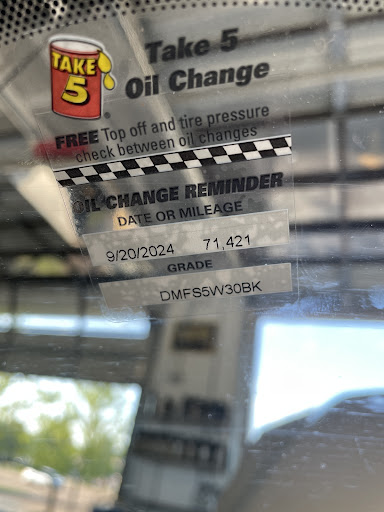 TAKE
5
Take 5
Oil Change
FREE Top off and tire pressure
check between oil changes
OIL CHANGE REMINDER
DATE OR MILEAGE
9/20/2024 71,421
GRADE
DMFS5W30BK